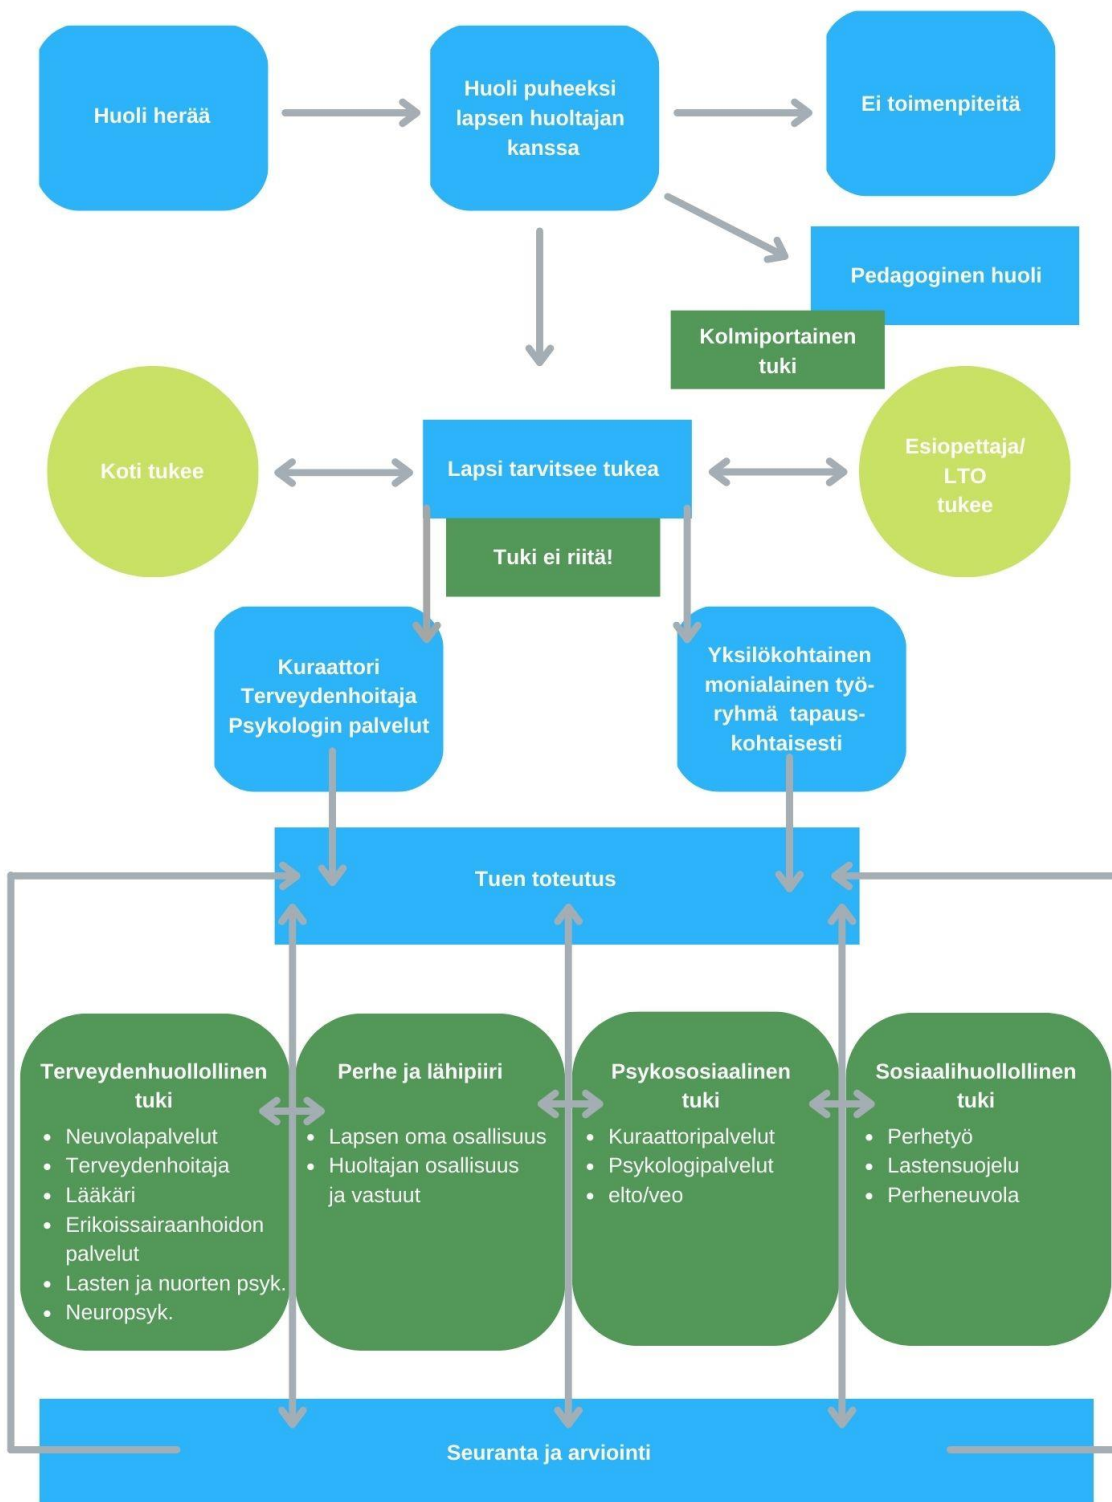 Huoli herää
Huoli puheeksi
lapsen huoltajan
kanssa
Ei toimenpiteitä
Pedagoginen huoli
Kolmiportainen
tuki
Koti tukee
Lapsi tarvitsee tukea
Esiopettaja/
LTO
tukee
Tuki ei riitä!
Kuraattori
Terveydenhoitaja
Psykologin palvelut
Yksilökohtainen
monialainen työ-
ryhmä tapaus-
kohtaisesti
Tuen toteutus
Terveydenhuollollinen
tuki
• Neuvolapalvelut
• Terveydenhoitaja
• Lääkäri
• Erikoissairaanhoidon
palvelut
• Lasten ja nuorten psyk.
• Neuropsyk.
Perhe ja lähipiiri
• Lapsen oma osallisuus
• Huoltajan osallisuus
ja vastuut
Psykososiaalinen
tuki
• Kuraattoripalvelut
• Psykologipalvelut
• elto/veo
Sosiaalihuollollinen
tuki
• Perhetyö
• Lastensuojelu
• Perheneuvola
Seuranta ja arviointi